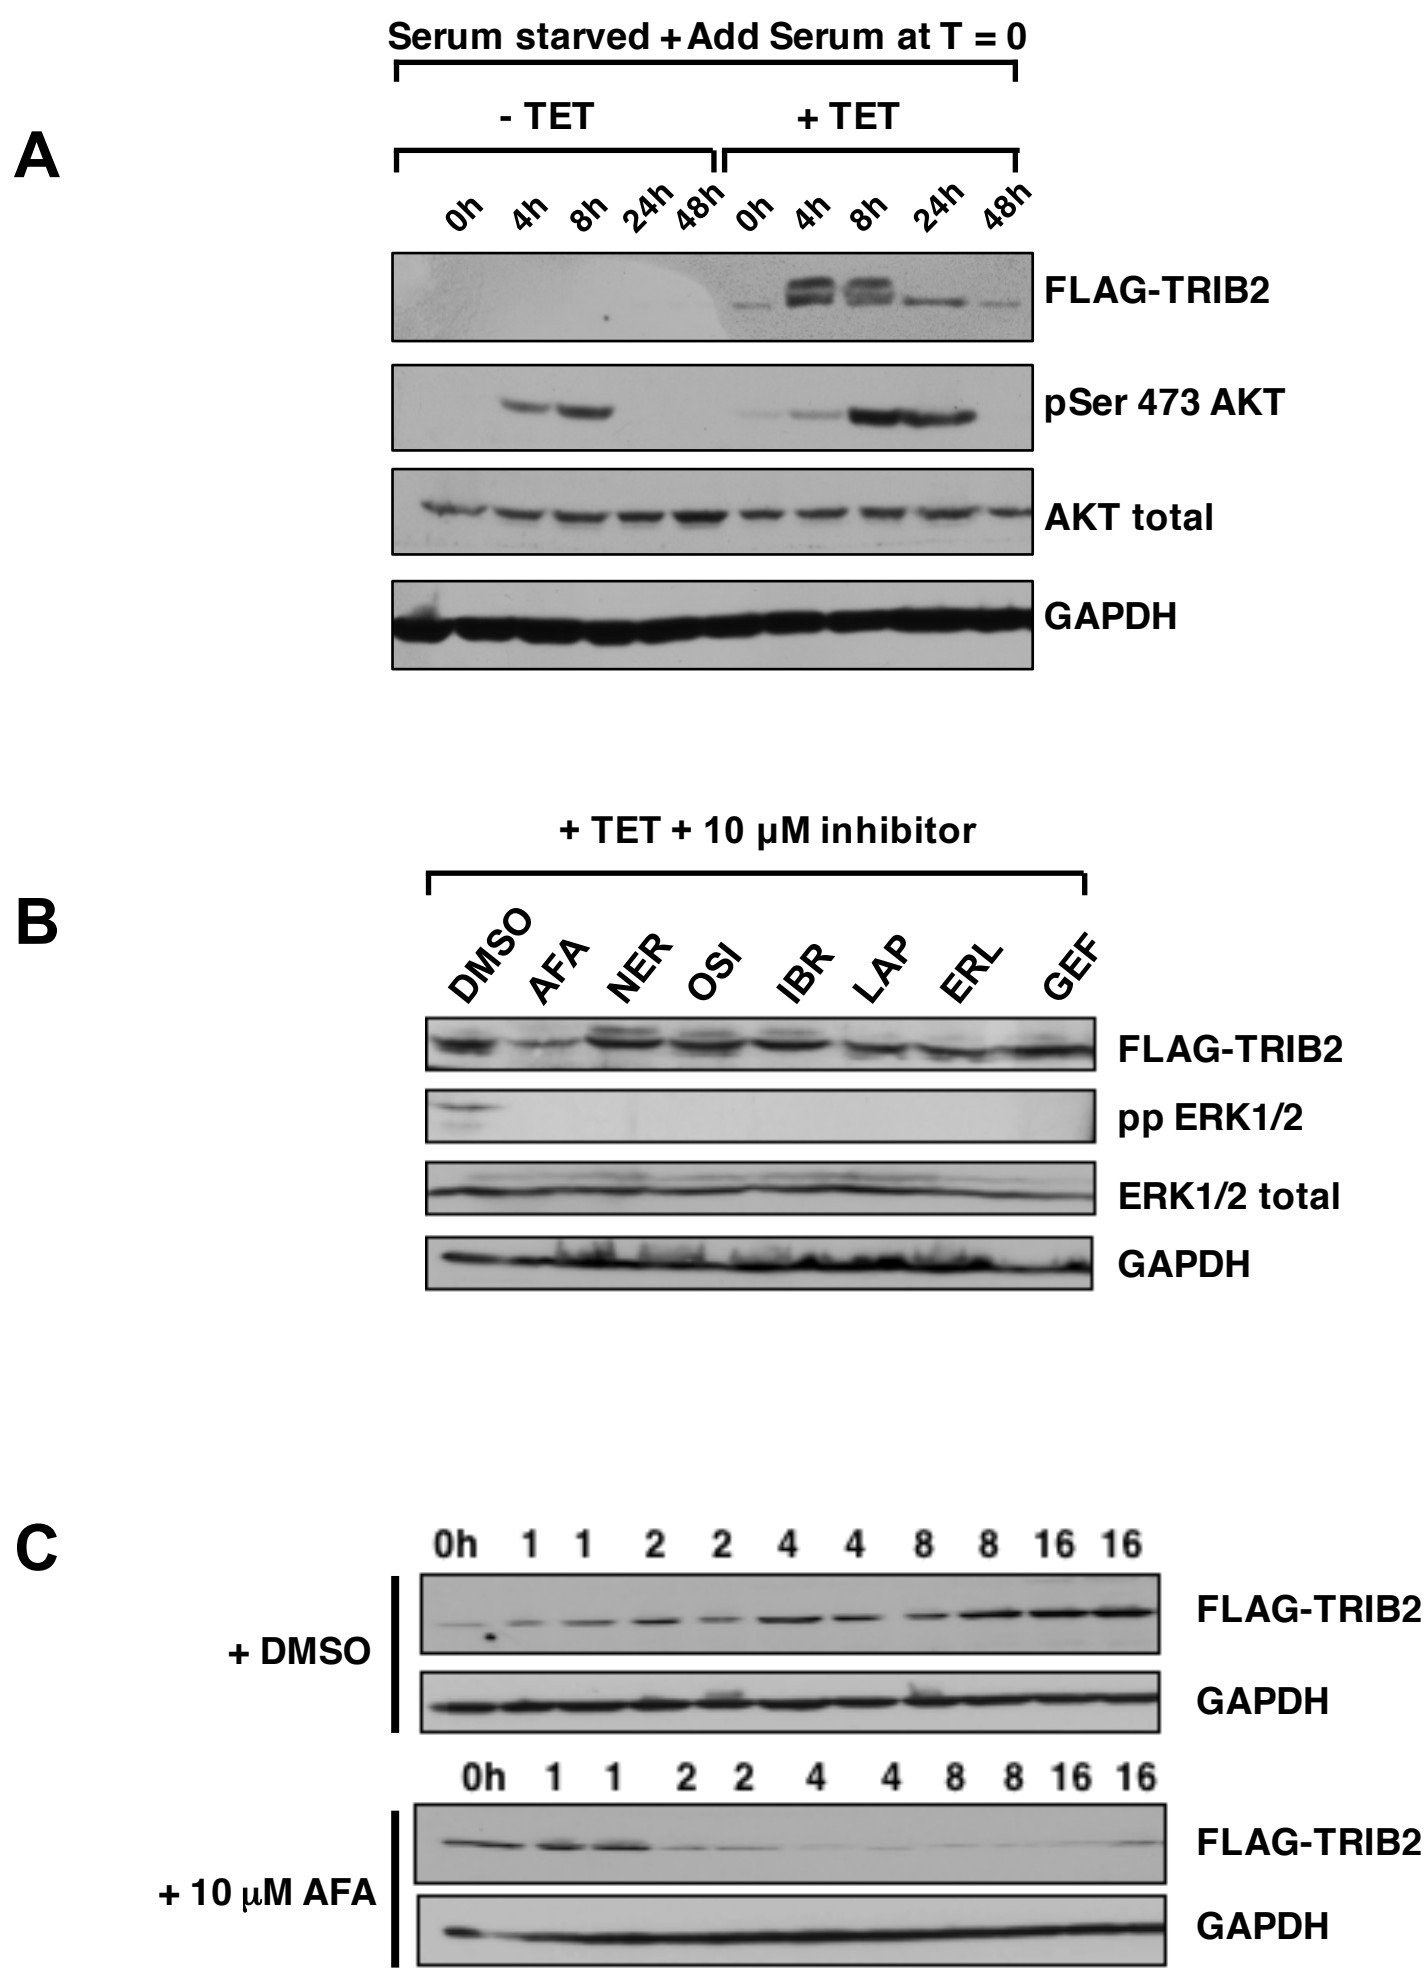 Serum starved + Add Serum at T = 0
A
- TET + TET
0h 4h 8h 24h 48h 0h 4h 8h 24h 48h
FLAG-TRIB2
pSer 473 AKT
AKT total
GAPDH
B
+ TET + 10 µM inhibitor
DMSO AFA NER OSI IBR LAP ERL GEF
FLAG-TRIB2
pp ERK1/2
ERK1/2 total
GAPDH
C
0h 1 1 2 2 4 4 8 8 16 16
FLAG-TRIB2
+ DMSO
GAPDH
0h 1 1 2 2 4 4 8 8 16 16
FLAG-TRIB2
+ 10 µM AFA
GAPDH